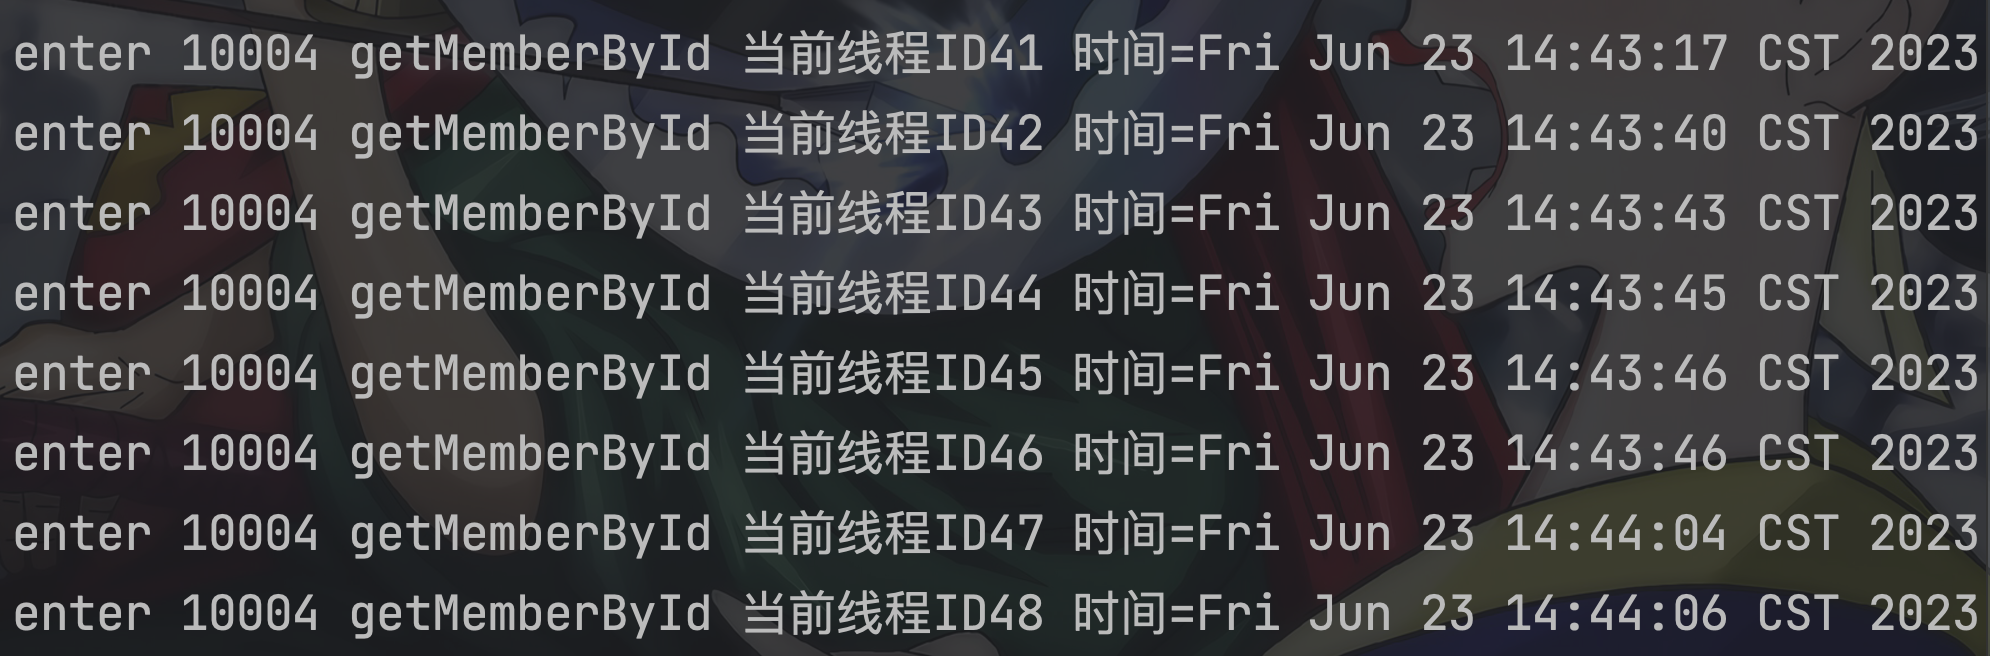 enter 10004 getMemberById 当前线程ID41 时间=Fri Jun 23 14:43:17 CST 2023
enter 10004 getMemberById 当前线程ID42 时间=Fri Jun 23 14:43:40 CST 2023
enter 10004 getMemberById 当前线程ID43 时间=Fri Jun 23 14:43:43 CST 2023
enter 10004 getMemberById 当前线程ID44 时间=Fri Jun 23 14:43:45 CST 2023
enter 10004 getMemberById 当前线程ID45 时间=Fri Jun 23 14:43:46 CST 2023
enter 10004 getMemberById 当前线程ID46 时间=Fri Jun 23 14:43:46 CST 2023
enter 10004 getMemberById 当前线程ID47 时间=Fri Jun 23 14:44:04 CST 2023
enter 10004 getMemberById 当前线程ID48 时间=Fri Jun 23 14:44:06 CST 2023